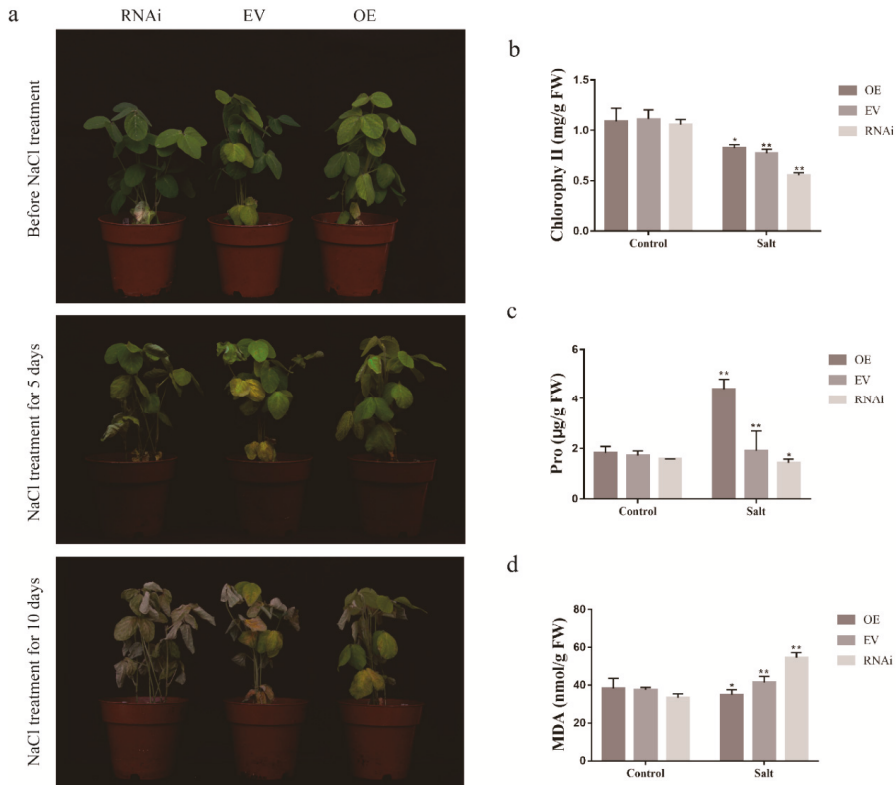 a
RNAi EV OE
Before NaCl treatment
NaCl treatment for 5 days
NaCl treatment for 10 days
b
Chlorophy II (mg/g FW)
1.5
1.0
0.5
0.0
* ** **
Control Salt
OE
EV
RNAi
c
Pro (μg/g FW)
6
4
2
0
** ** *
Control Salt
OE
EV
RNAi
d
MDA (nmol/g FW)
80
60
40
20
0
* ** **
Control Salt
OE
EV
RNAi